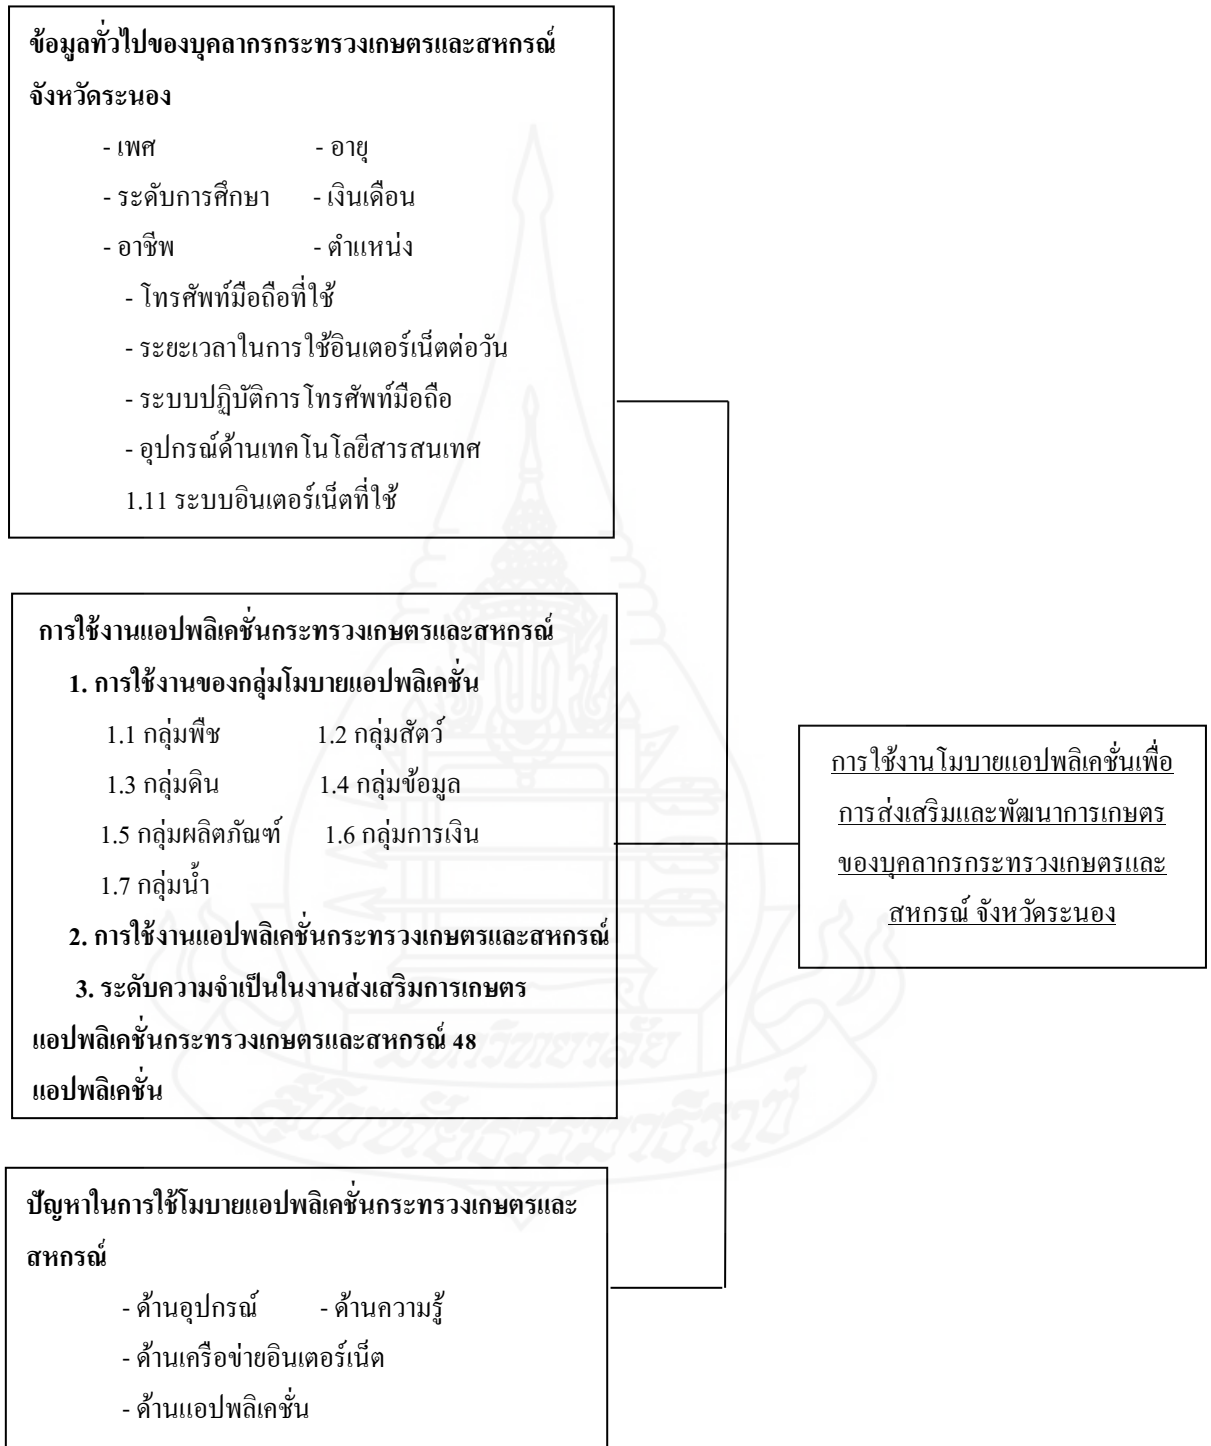 ข้อมูลทั่วไปของบุคลากรกระทรวงเกษตรและสหกรณ์
จังหวัดระนอง
- เพศ - อายุ
- ระดับการศึกษา - เงินเดือน
- อาชีพ - ตำแหน่ง
- โทรศัพท์มือถือที่ใช้
- ระยะเวลาในการใช้อินเตอร์เน็ตต่อวัน
- ระบบปฏิบัติการโทรศัพท์มือถือ
- อุปกรณ์ด้านเทคโนโลยีสารสนเทศ
1.11 ระบบอินเตอร์เน็ตที่ใช้
การใช้งานแอปพลิเคชั่นกระทรวงเกษตรและสหกรณ์
1. การใช้งานของกลุ่มโมบายแอปพลิเคชั่น
1.1 กลุ่มพืช 1.2 กลุ่มสัตว์
1.3 กลุ่มดิน 1.4 กลุ่มข้อมูล
1.5 กลุ่มผลิตภัณฑ์ 1.6 กลุ่มการเงิน
1.7 กลุ่มน้ำ
2. การใช้งานแอปพลิเคชั่นกระทรวงเกษตรและสหกรณ์
3. ระดับความจำเป็นในงานส่งเสริมการเกษตร
แอปพลิเคชั่นกระทรวงเกษตรและสหกรณ์ 48
แอปพลิเคชั่น
ปัญหาในการใช้โมบายแอปพลิเคชั่นกระทรวงเกษตรและ
สหกรณ์
- ด้านอุปกรณ์ - ด้านความรู้
- ด้านเครือข่ายอินเตอร์เน็ต
- ด้านแอปพลิเคชั่น
การใช้งานโมบายแอปพลิเคชั่นเพื่อ
การส่งเสริมและพัฒนาการเกษตร
ของบุคลากรกระทรวงเกษตรและ
สหกรณ์ จังหวัดระนอง
มหาวิทยาลัย
สุโขทัยธรรมาธิราช